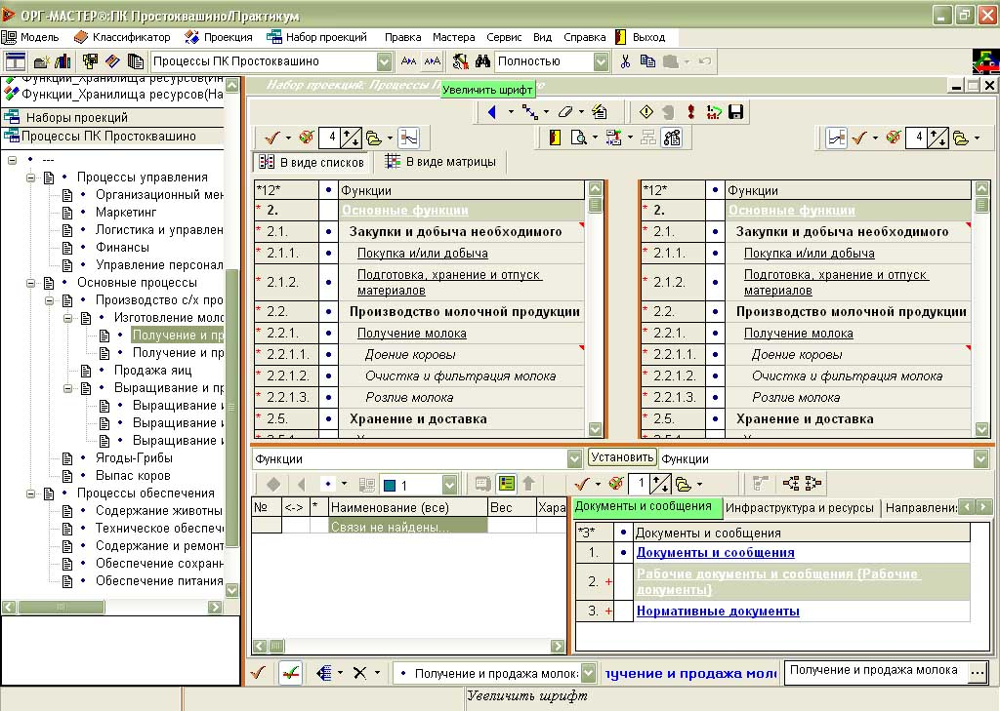 ОРГ-МАСТЕР®:ПК Простоквашино/Практикум
Модель Классификатор Проекция Набор проекций Правка Мастера Сервис Вид Справка Выход
Процессы ПК Простоквашино Полностью
Набор проекций: Процессы П
Увеличить шрифт
Функции_Хранилища ресурсов(
Функции_Хранилища ресурсов(На
Наборы проекций
Процессы ПК Простоквашино
---
Процессы управления
Организационный мен
Маркетинг
Логистика и управлен
Финансы
Управление персонал
Основные процессы
Производство с/х про
Изготовление моло
Получение и пр
Получение и пр
Продажа яиц
Выращивание и пр
Выращивание и
Выращивание и
Выращивание и
Ягоды-Грибы
Выпас коров
Процессы обеспечения
Содержание животны
Техническое обеспеч
Содержание и ремонт
Обеспечение сохранн
Обеспечение питания
4
4
В виде списков В виде матрицы
*12* • Функции
* 2. Основные функции
* 2.1. • Закупки и добыча необходимого
* 2.1.1. • Покупка и/или добыча
* 2.1.2. • Подготовка, хранение и отпуск
материалов
* 2.2. • Производство молочной продукции
* 2.2.1. • Получение молока
* 2.2.1.1. • Доение коровы
* 2.2.1.2. • Очистка и фильтрация молока
* 2.2.1.3. • Розлив молока
* 2.5. • Хранение и доставка
*12* • Функции
* 2. Основные функции
* 2.1. • Закупки и добыча необходимого
* 2.1.1. • Покупка и/или добыча
* 2.1.2. • Подготовка, хранение и отпуск
материалов
* 2.2. • Производство молочной продукции
* 2.2.1. • Получение молока
* 2.2.1.1. • Доение коровы
* 2.2.1.2. • Очистка и фильтрация молока
* 2.2.1.3. • Розлив молока
* 2.5. • Хранение и доставка
Функции Установить Функции
1
1
№ <-> * Наименование (все) Вес Хара
Связи не найдены...
Документы и сообщения Инфраструктура и ресурсы Направлени
*3* • Документы и сообщения
1. • Документы и сообщения
2. + Рабочие документы и сообщения {Рабочие
документы}
3. + Нормативные документы
• Получение и продажа молок
лучение и продажа мол
Получение и продажа молока ...
Увеличить шрифт